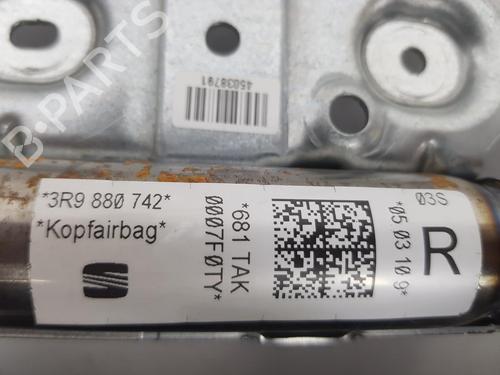 B-PARTS
45038791
*3R9 880 742*
*Kopfairbag*
*681 TAK
0007F0TY*
03S
*05 03 10 9*
R